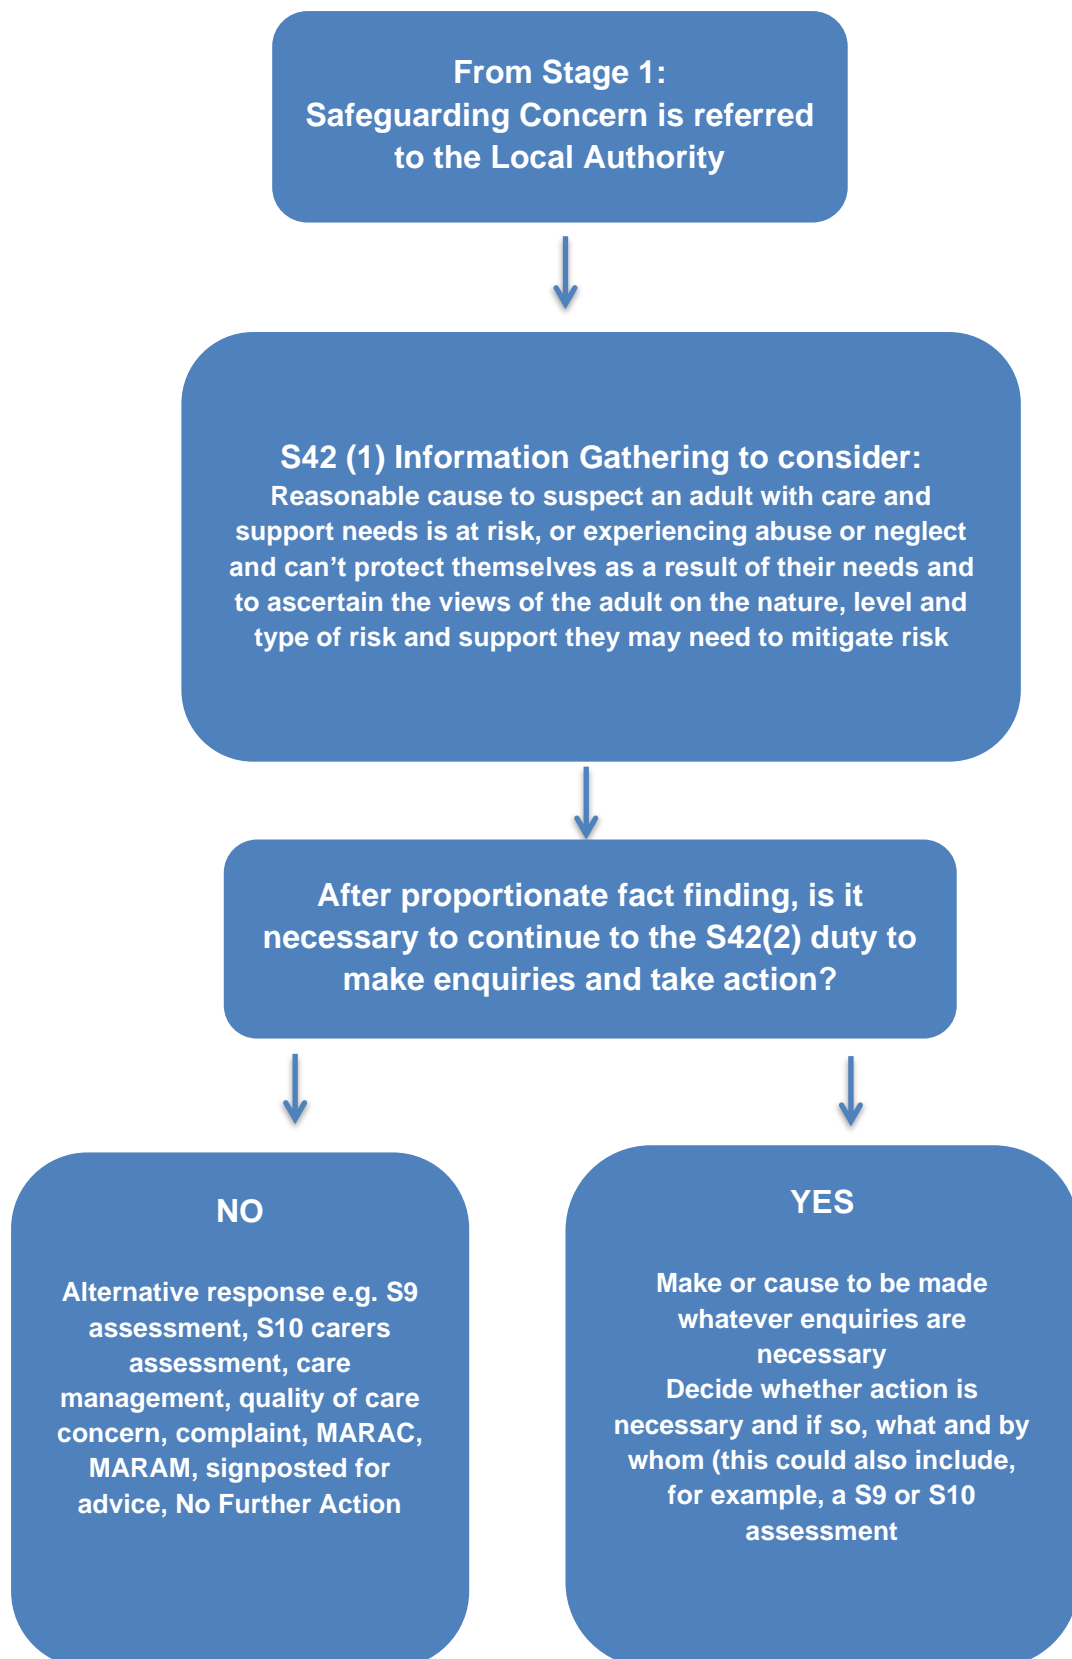 From Stage 1:
Safeguarding Concern is referred
to the Local Authority
S42 (1) Information Gathering to consider:
Reasonable cause to suspect an adult with care and
support needs is at risk, or experiencing abuse or neglect
and can’t protect themselves as a result of their needs and
to ascertain the views of the adult on the nature, level and
type of risk and support they may need to mitigate risk
After proportionate fact finding, is it
necessary to continue to the S42(2) duty to
make enquiries and take action?
NO
Alternative response e.g. S9
assessment, S10 carers
assessment, care
management, quality of care
concern, complaint, MARAC,
MARAM, signposted for
advice, No Further Action
YES
Make or cause to be made
whatever enquiries are
necessary
Decide whether action is
necessary and if so, what and by
whom (this could also include,
for example, a S9 or S10
assessment